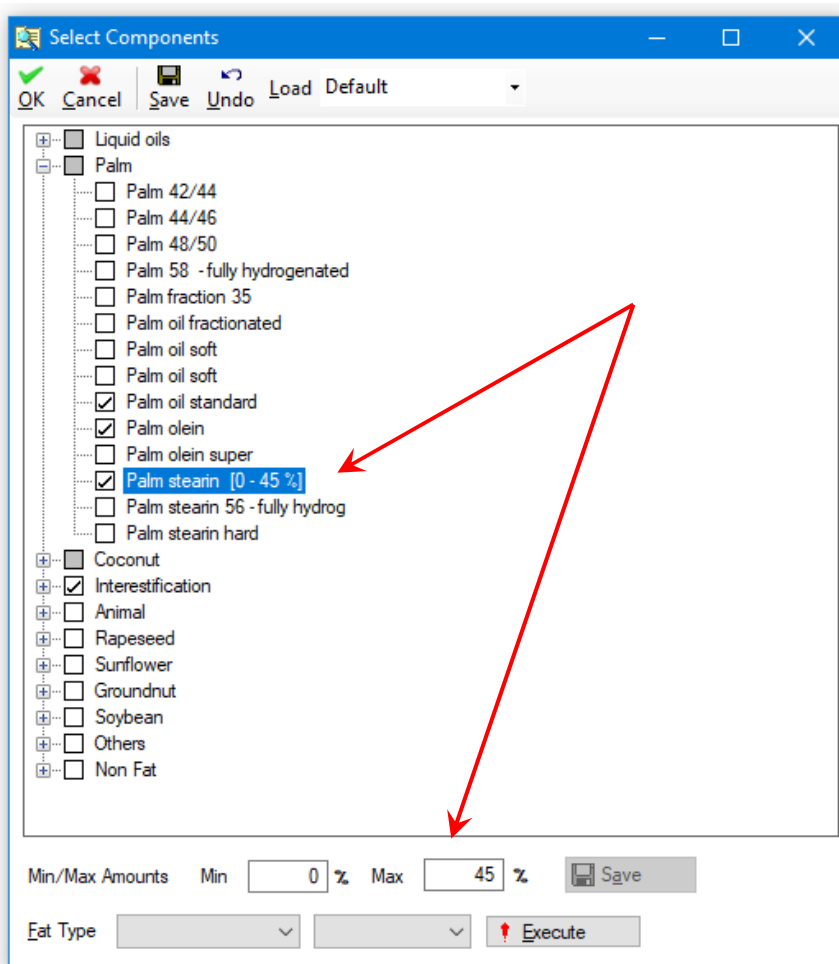 Select Components
OK Cancel Save Undo Load Default
Liquid oils
Palm
Palm 42/44
Palm 44/46
Palm 48/50
Palm 58 - fully hydrogenated
Palm fraction 35
Palm oil fractionated
Palm oil soft
Palm oil soft
Palm oil standard
Palm olein
Palm olein super
Palm stearin [0 - 45 %]
Palm stearin 56 - fully hydrog
Palm stearin hard
Coconut
Interestification
Animal
Rapeseed
Sunflower
Groundnut
Soybean
Others
Non Fat
Min/Max Amounts Min 0 % Max 45 % Save
Fat Type Execute